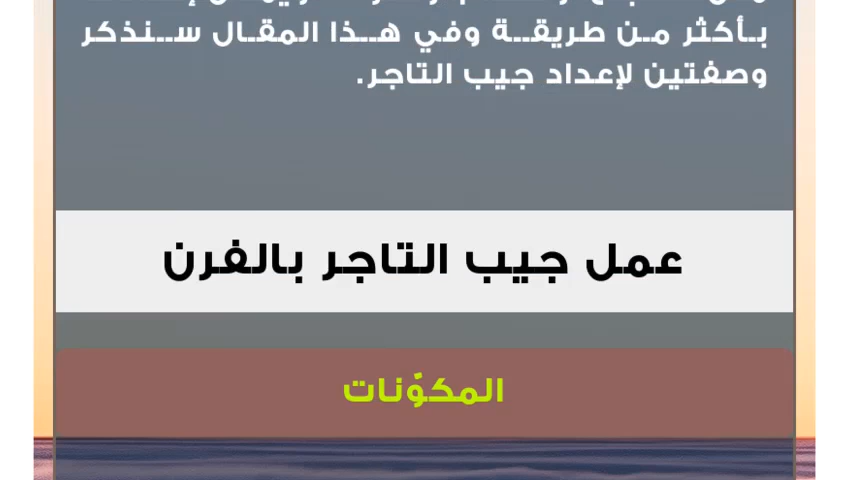 بأكثر من طريقة وفي هذا المقال سنذكر
وصفتين لإعداد جيب التاجر.
عمل جيب التاجر بالفرن
المكوّنات